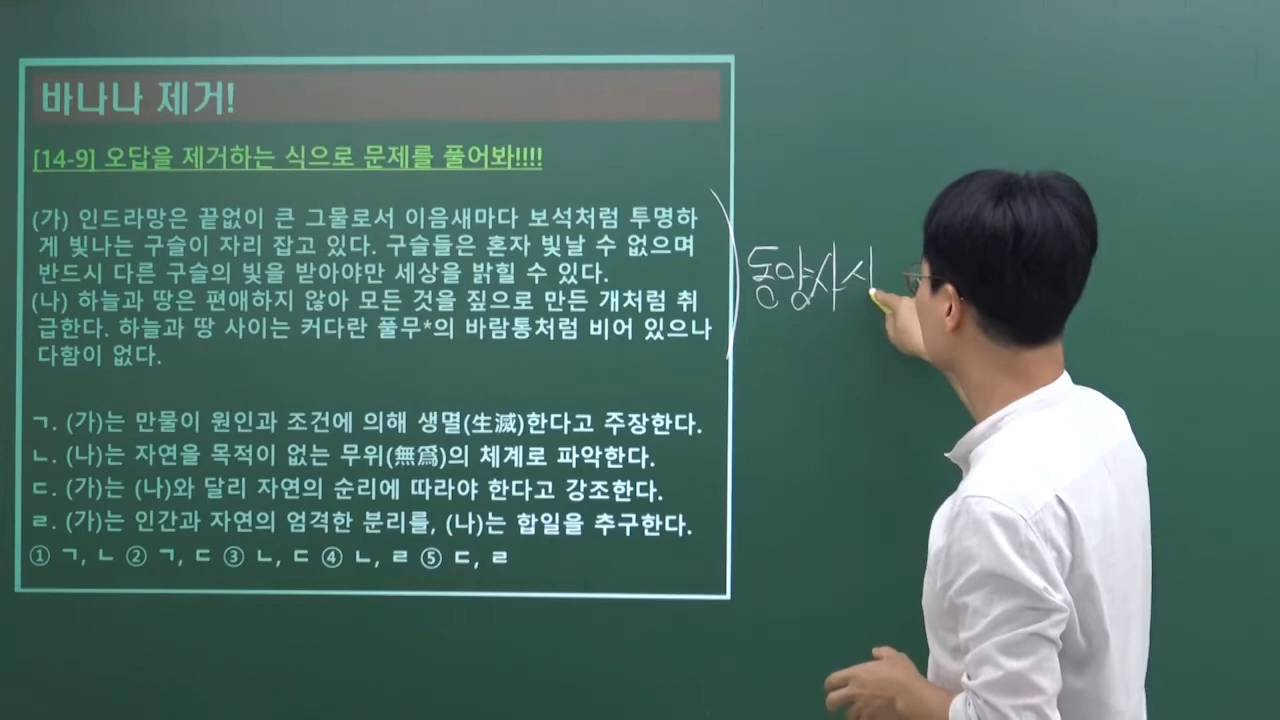 바나나 제거!
[14-9] 오답을 제거하는 식으로 문제를 풀어봐!!!!
(가) 인드라망은 끝없이 큰 그물로서 이음새마다 보석처럼 투명하
게 빛나는 구슬이 자리 잡고 있다. 구슬들은 혼자 빛날 수 없으며
반드시 다른 구슬의 빛을 받아야만 세상을 밝힐 수 있다.
(나) 하늘과 땅은 편애하지 않아 모든 것을 짚으로 만든 개처럼 취
급한다. 하늘과 땅 사이는 커다란 풀무*의 바람통처럼 비어 있으나
다함이 없다.
동양사시
ㄱ. (가)는 만물이 원인과 조건에 의해 생멸(生滅)한다고 주장한다.
ㄴ. (나)는 자연을 목적이 없는 무위(無爲)의 체계로 파악한다.
ㄷ. (가)는 (나)와 달리 자연의 순리에 따라야 한다고 강조한다.
ㄹ. (가)는 인간과 자연의 엄격한 분리를, (나)는 합일을 추구한다.
① ㄱ, ㄴ ② ㄱ, ㄷ ③ ㄴ, ㄷ ④ ㄴ, ㄹ ⑤ ㄷ, ㄹ